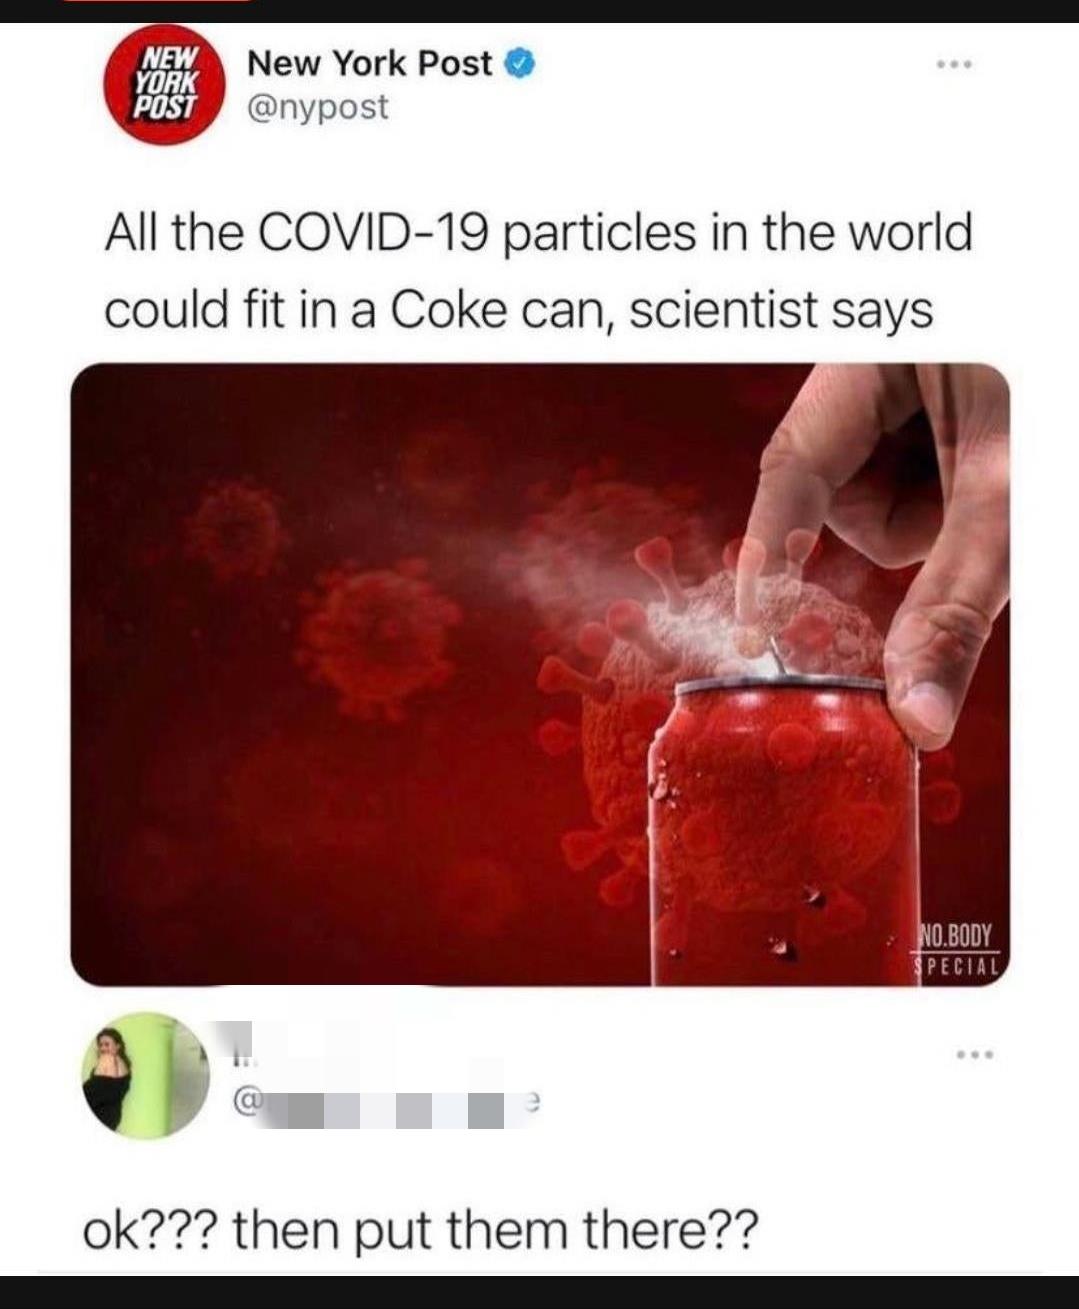 NEW
YORK
POST
New York Post
@nypost
All the COVID-19 particles in the world
could fit in a Coke can, scientist says
NO.BODY
SPECIAL
@
e
ok??? then put them there??